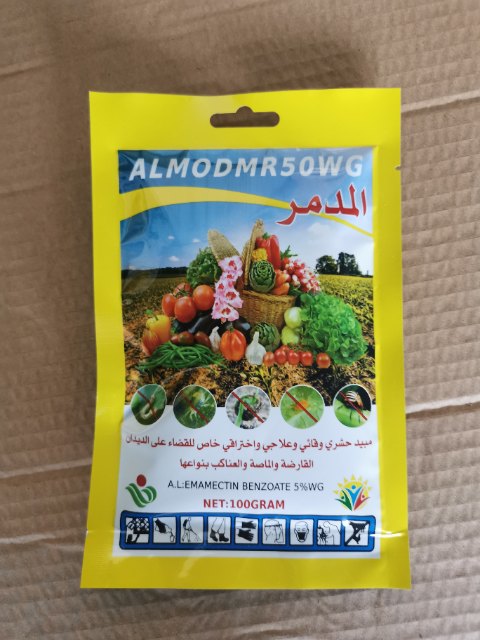 ALMODMR50WG
المدمر
مبيد حشري وقائي وعلاجي واختراقي خاص للقضاء على الديدان
القارضة والماصة والعناكب بنواعها
A.L:EMAMECTIN BENZOATE 5%WG
NET:100GRAM